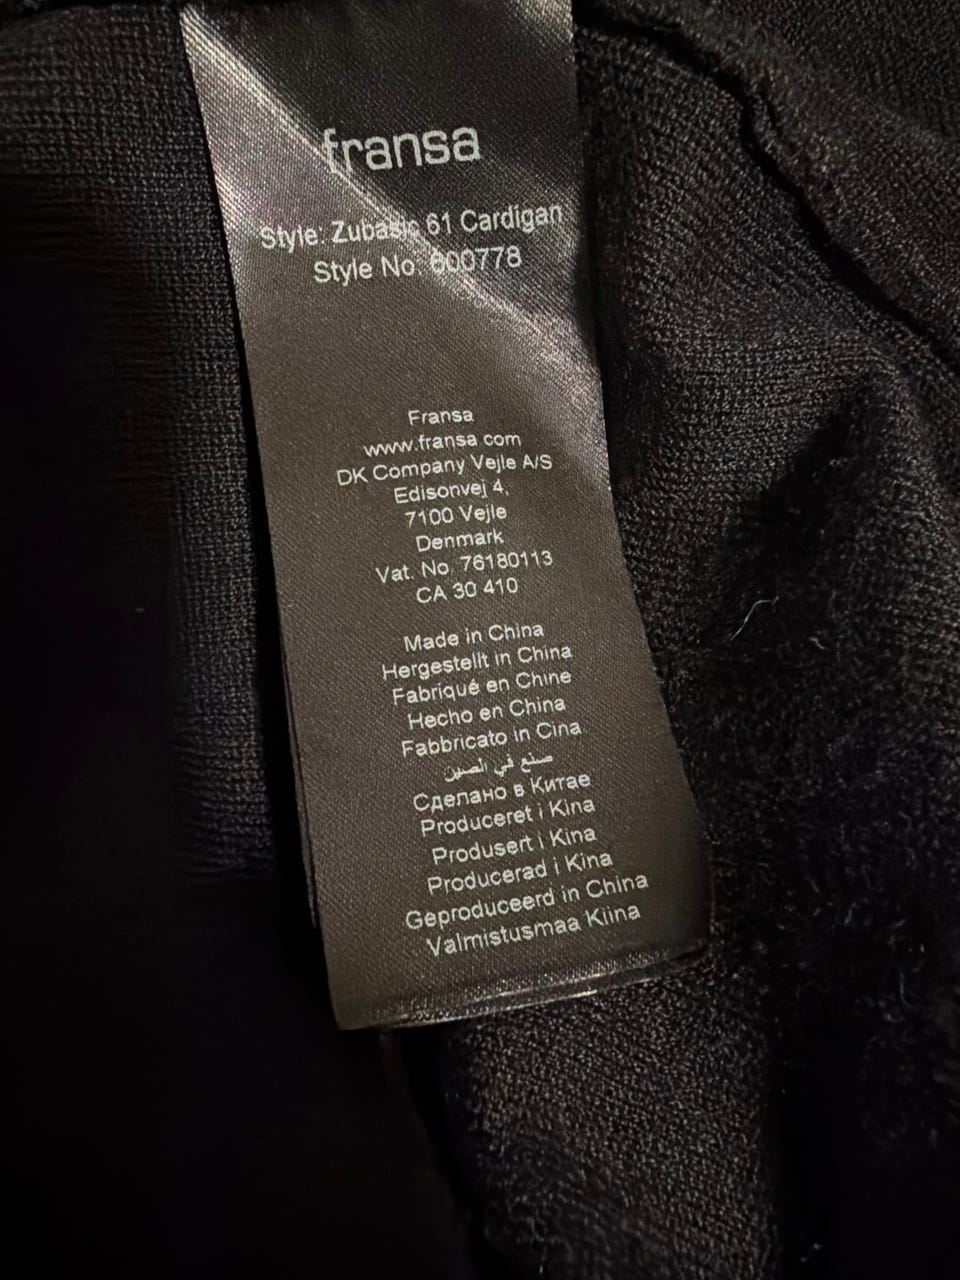 fransa
Style: Zubasic 61 Cardigan
Style No: 600778
Fransa
www.fransa.com
DK Company Vejle A/S
Edisonvej 4,
7100 Vejle
Denmark
Vat. No. 76180113
CA 30 410
Made in China
Hergestellt in China
Fabriqué en Chine
Hecho en China
Fabbricato in Cina
صنع في الصين
Сделано в Китае
Produceret i Kina
Produsert i Kina
Producerad i Kina
Geproduceerd in China
Valmistusmaa Kiina